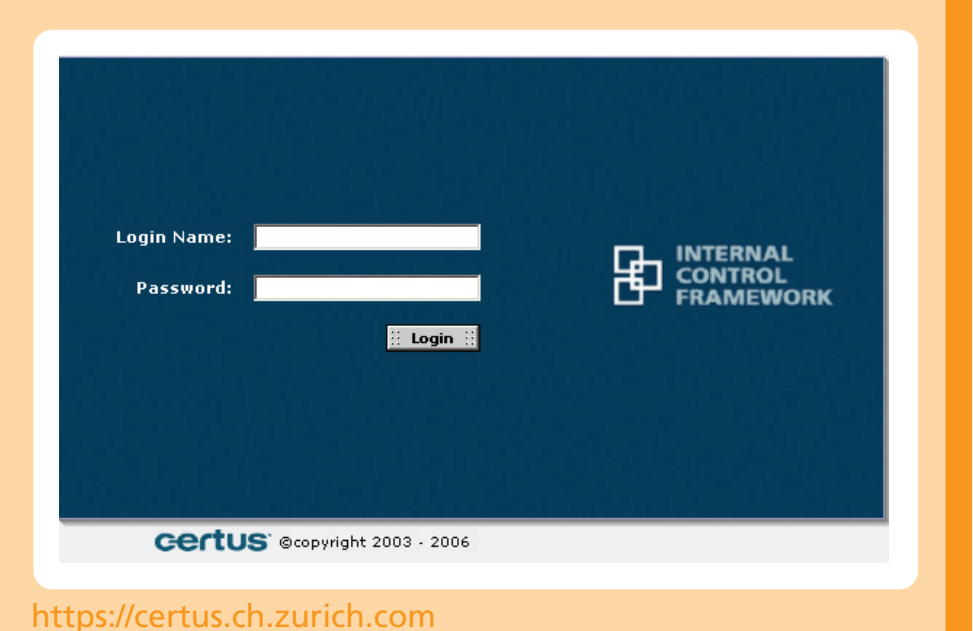 Login Name:
Password:
Login
INTERNAL
CONTROL
FRAMEWORK
certus ©copyright 2003 - 2006
https://certus.ch.zurich.com